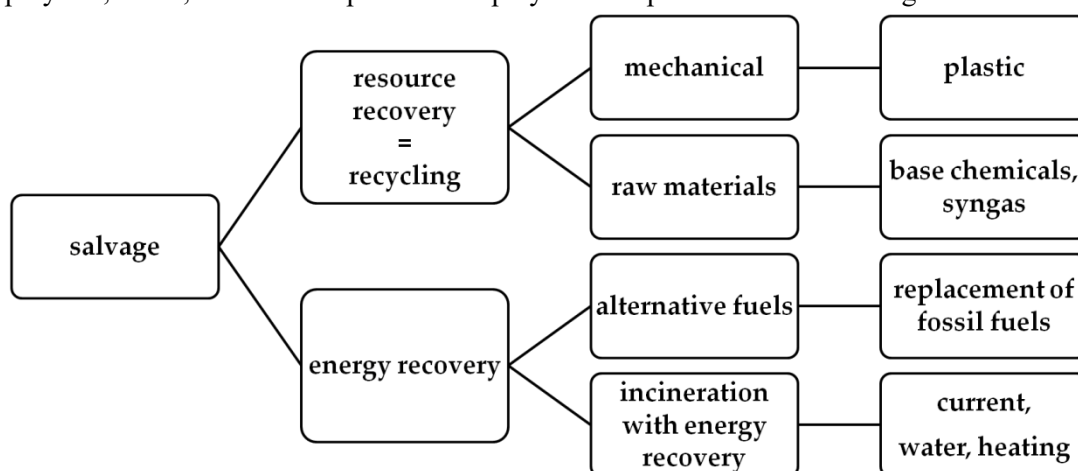 resource
recovery
=
recycling
mechanical
plastic
raw materials
base chemicals,
syngas
salvage
energy recovery
alternative fuels
replacement of
fossil fuels
incineration
with energy
recovery
current,
water, heating